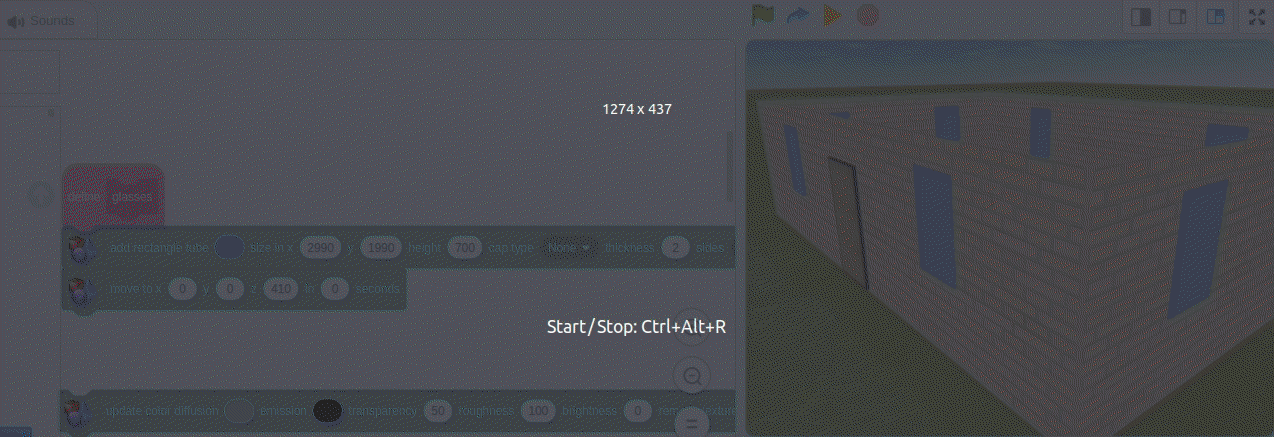 Sounds
1274 x 437
define glasses
add rectangle tube size in x 2990 y 1990 height 700 cap type None thickness 2 sides
move to x 0 y 0 z 410 in 0 seconds
Start/Stop: Ctrl+Alt+R
update color diffusion emission transparency 50 roughness 100 brightness 0